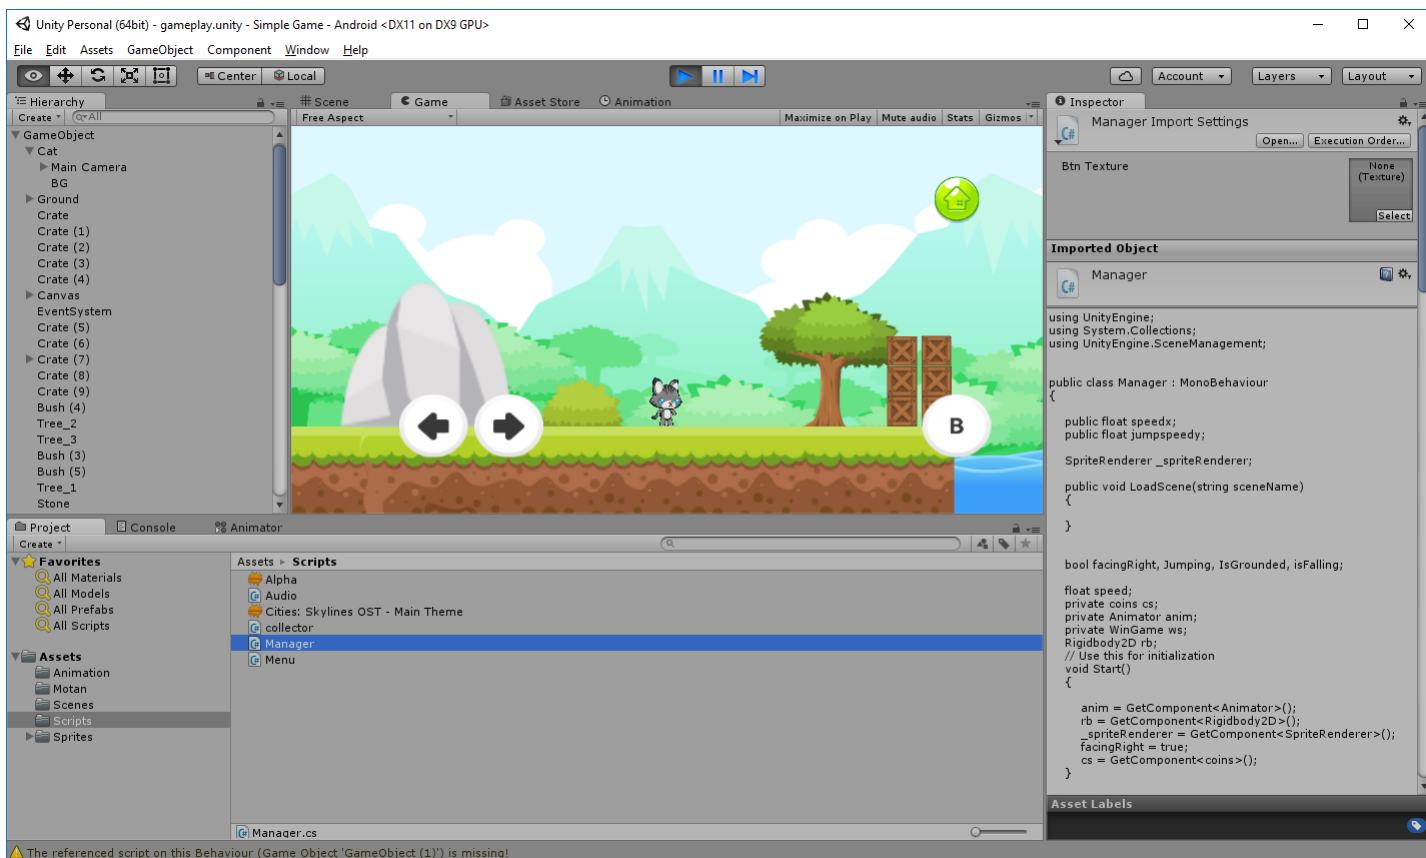 Unity Personal (64bit) - gameplay.unity - Simple Game - Android <DX11 on DX9 GPU>
File Edit Assets GameObject Component Window Help
Center Local Account Layers Layout
Hierarchy
Create All
GameObject
Cat
Main Camera
BG
Ground
Crate
Crate (1)
Crate (2)
Crate (3)
Crate (4)
Canvas
EventSystem
Crate (5)
Crate (6)
Crate (7)
Crate (8)
Crate (9)
Bush (4)
Tree_2
Tree_3
Bush (3)
Bush (5)
Tree_1
Stone
Scene Game Asset Store Animation
Free Aspect Maximize on Play Mute audio Stats Gizmos
B
Project Console Animator
Create
Favorites
All Materials
All Models
All Prefabs
All Scripts
Assets
Animation
Motan
Scenes
Scripts
Sprites
Assets Scripts
Alpha
Audio
Cities: Skylines OST - Main Theme
collector
Manager
Menu
Manager.cs
Inspector
Manager Import Settings
Open... Execution Order...
Btn Texture
None
(Texture)
Select
Imported Object
Manager
using UnityEngine;
using System.Collections;
using UnityEngine.SceneManagement;
public class Manager : MonoBehaviour
{
public float speedx;
public float jumpspeedy;
SpriteRenderer _spriteRenderer;
public void LoadScene(string sceneName)
{
}
bool facingRight, Jumping, IsGrounded, isFalling;
float speed;
private coins cs;
private Animator anim;
private WinGame ws;
Rigidbody2D rb;
// Use this for initialization
void Start()
{
anim = GetComponent<Animator>();
rb = GetComponent<Rigidbody2D>();
_spriteRenderer = GetComponent<SpriteRenderer>();
facingRight = true;
cs = GetComponent<coins>();
}
Asset Labels
The referenced script on this Behaviour (Game Object 'GameObject (1)') is missing!